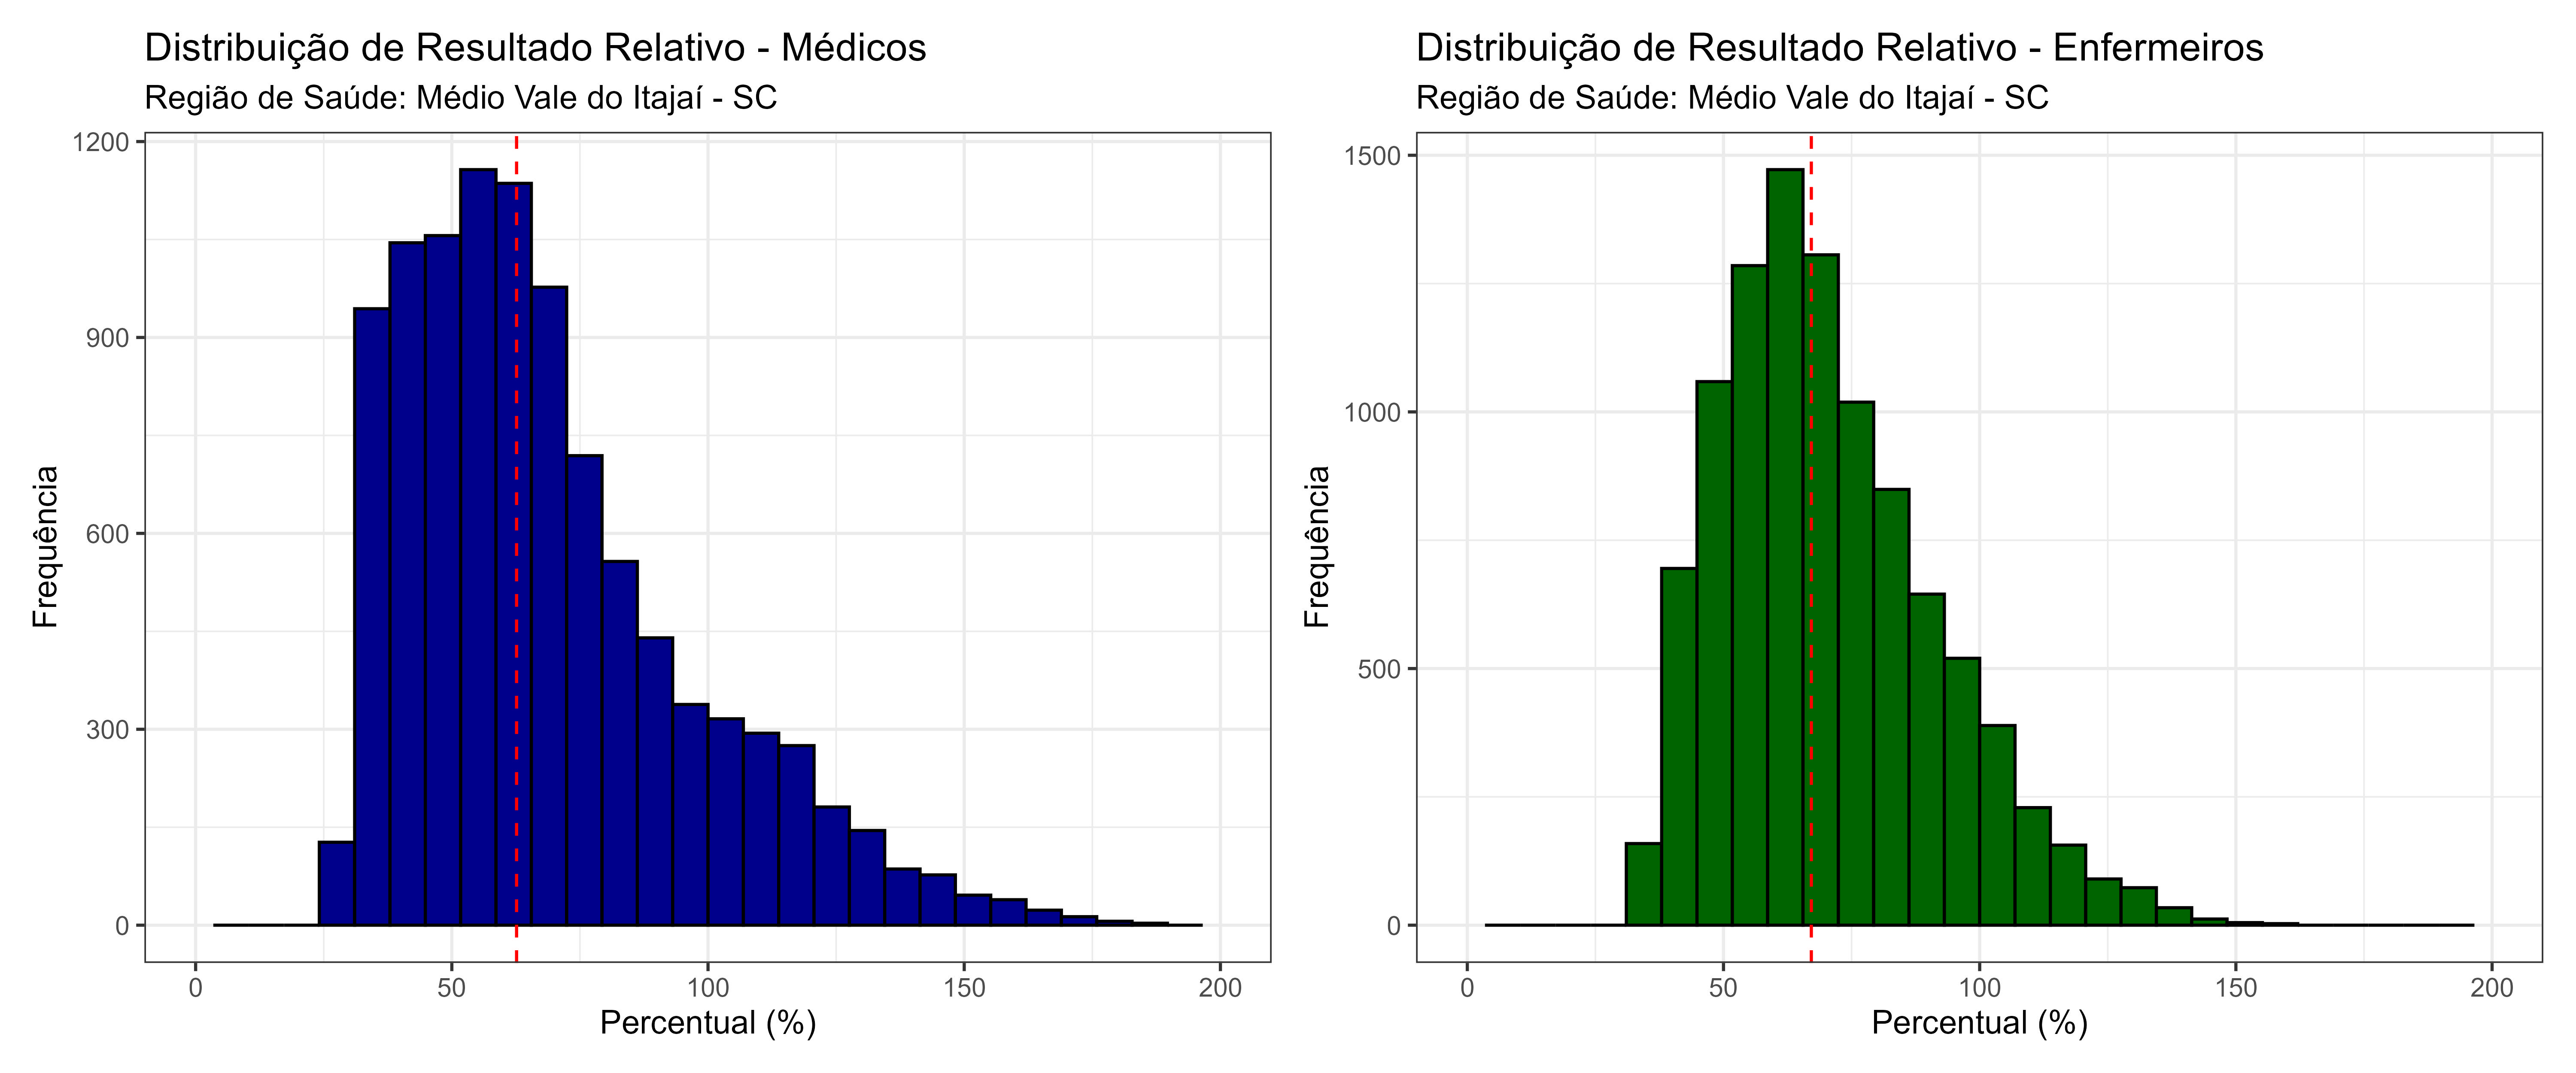 Distribuição de Resultado Relativo - Médicos
Região de Saúde: Médio Vale do Itajaí - SC
1200
900
600
300
0
Frequência
0 50 100 150 200
Percentual (%)
Distribuição de Resultado Relativo - Enfermeiros
Região de Saúde: Médio Vale do Itajaí - SC
1500
1000
500
0
Frequência
0 50 100 150 200
Percentual (%)